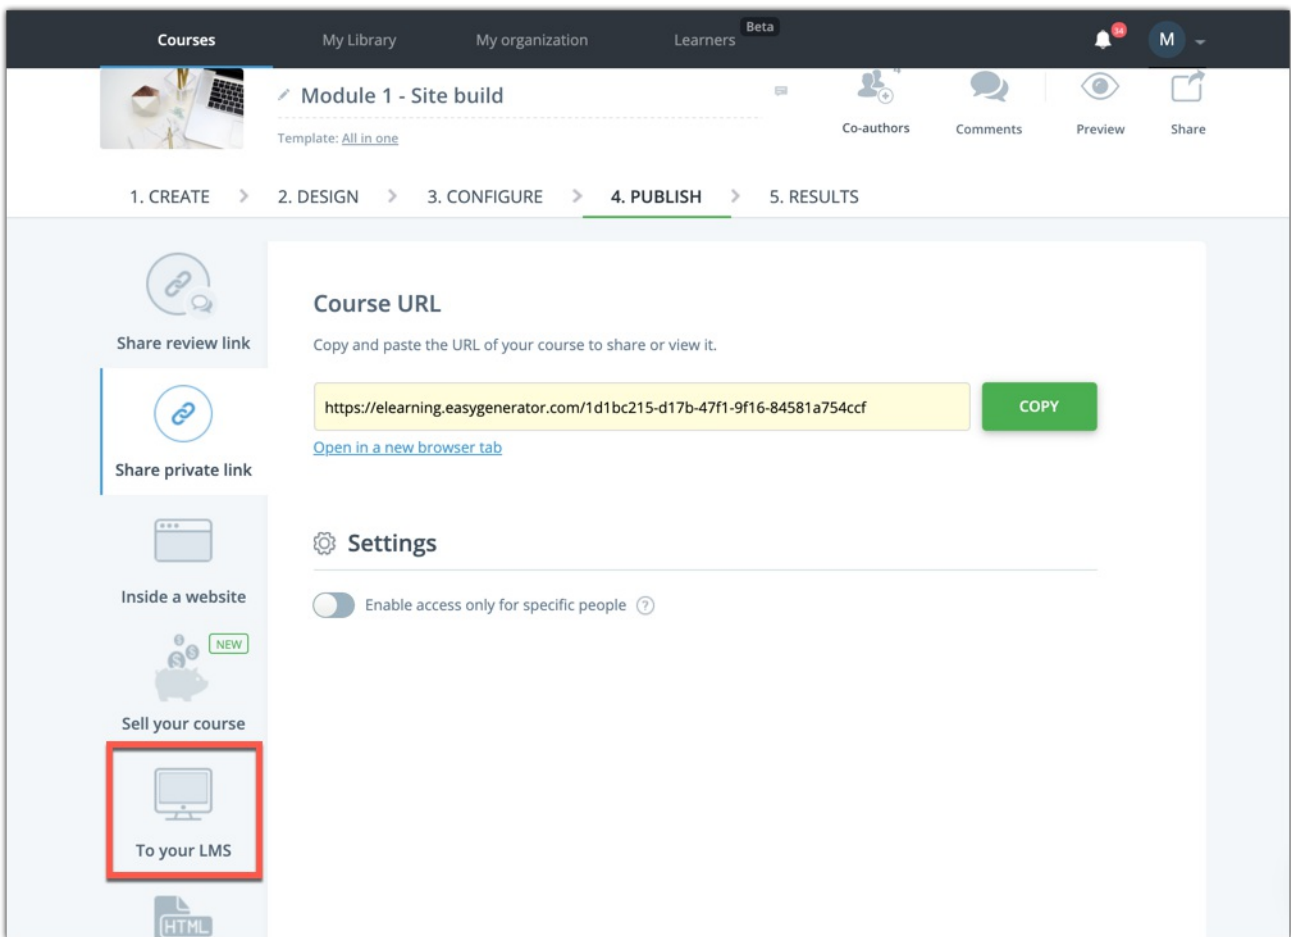 Courses
My Library
My organization
Learners
Beta
34
M
Module 1 - Site build
Template: All in one
Co-authors
Comments
Preview
Share
1. CREATE > 2. DESIGN > 3. CONFIGURE > 4. PUBLISH > 5. RESULTS
Share review link
Share private link
Inside a website
NEW
Sell your course
To your LMS
HTML
Course URL
Copy and paste the URL of your course to share or view it.
https://elearning.easygenerator.com/1d1bc215-d17b-47f1-9f16-84581a754ccf
COPY
Open in a new browser tab
Settings
Enable access only for specific people ?